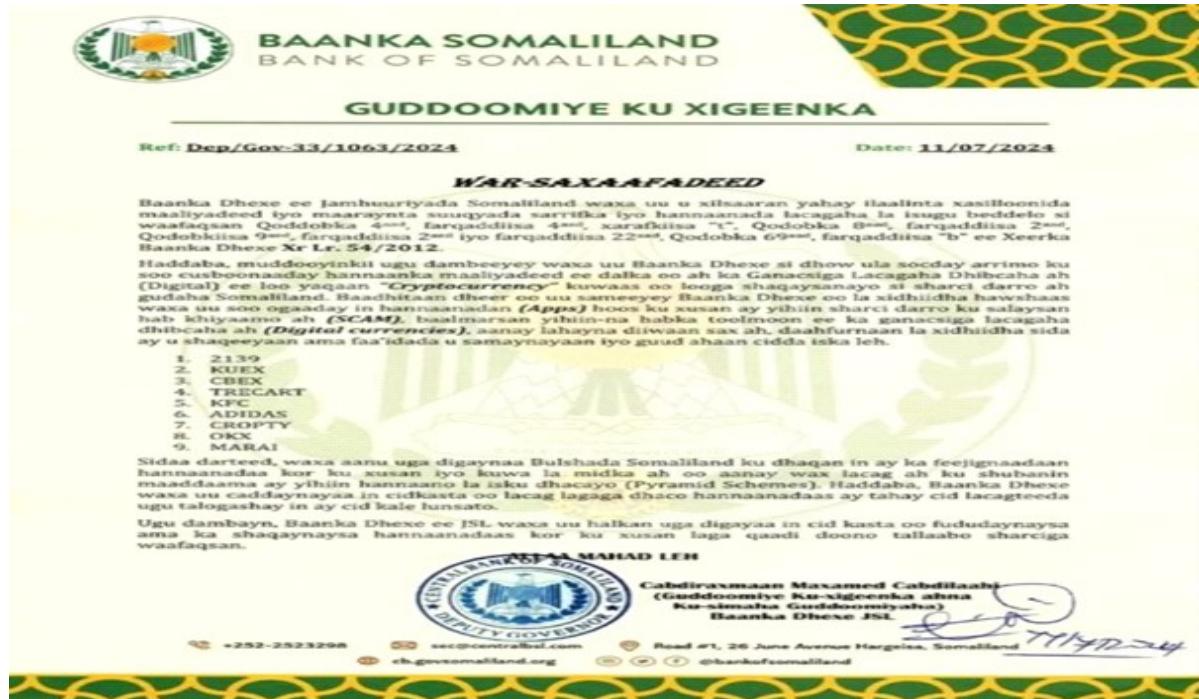 BAANKA SOMALILAND
BANK OF SOMALILAND
GUDDOOMIYE KU XIGEENKA
Ref: Dep/Gov-33/1063/2024 Date: 11/07/2024
WAR-SAXAAFADEED
Baanka Dhexe ee Jamhuuriyada Somaliland waxa uu u xilsaaran yahay ilaalinta xasilloonida
maaliyadeed iyo maaraynta suuqyada sarrifka iyo hannaanada lacagaha la isugu beddelo si
waafaqsan Qoddobka 4aad, farqaddiisa 4aad, xarafkiisa "t", Qodobka 8aad, farqaddiisa 2aad,
Qodobkiisa 9aad, farqaddiisa 2aad iyo farqaddiisa 22aad, Qodobka 69aad, farqaddiisa "b" ee Xeerka
Baanka Dhexe Xr Lr. 54/2012.
Haddaba, muddooyinkii ugu dambeeyey waxa uu Baanka Dhexe si dhow ula socday arrimo ku
soo cusboonaaday hannaanka maaliyadeed ee dalka oo ah ka Ganacsiga Lacagaha Dhibcaha ah
(Digital) ee loo yaqaan "Cryptocurrency" kuwaas oo looga shaqaysanayo si sharci darro ah
gudaha Somaliland. Baadhitaan dheer oo uu sameeyey Baanka Dhexe oo la xidhiidha hawshaas
waxa uu soo ogaaday in hannaanadan (Apps) hoos ku xusan ay yihiin sharci darro ku salaysan
hab khiyaamo ah (SCAM), baalmarsan yihiin-na habka toolmoon ee ka ganacsiga lacagaha
dhibcaha ah (Digital currencies), aanay lahayna diiwaan sax ah, daahfurnaan la xidhiidha sida
ay u shaqeeyaan ama faa'idada u samaynayaan iyo guud ahaan cidda iska leh.
1. 2139
2. KUEX
3. CBEX
4. TRECART
5. KFC
6. ADIDAS
7. CROPTY
8. OKX
9. MARAI
Sidaa darteed, waxa aanu uga digaynaa Bulshada Somaliland ku dhaqan in ay ka feejignaadaan
hannaanadaa kor ku xusan iyo kuwa la midka ah oo aanay wax lacag ah ku shubanin
maaddaama ay yihiin hannaano la isku dhacayo (Pyramid Schemes). Haddaba, Baanka Dhexe
waxa uu caddaynayaa in cidkasta oo lacag lagaga dhaco hannaanadaas ay tahay cid lacagteeda
ugu talogashay in ay cid kale lunsato.
Ugu dambayn, Baanka Dhexe ee JSL waxa uu halkan uga digayaa in cid kasta oo fududaynaysa
ama ka shaqaynaysa hannaanadaas kor ku xusan laga qaadi doono tallaabo sharciga
waafaqsan.
ALLAA MAHAD LEH
CENTRAL BANK OF SOMALILAND
DEPUTY GOVERNOR
Cabdiraxmaan Maxamed Cabdilaahi
(Guddoomiye Ku-xigeenka ahna
Ku-simaha Guddoomiyaha)
Baanka Dhexe JSL
+252-2523298 sec@centralbsl.com Road #1, 26 June Avenue Hargeisa, Somaliland
cb.govsomaliland.org @bankofsomaliland